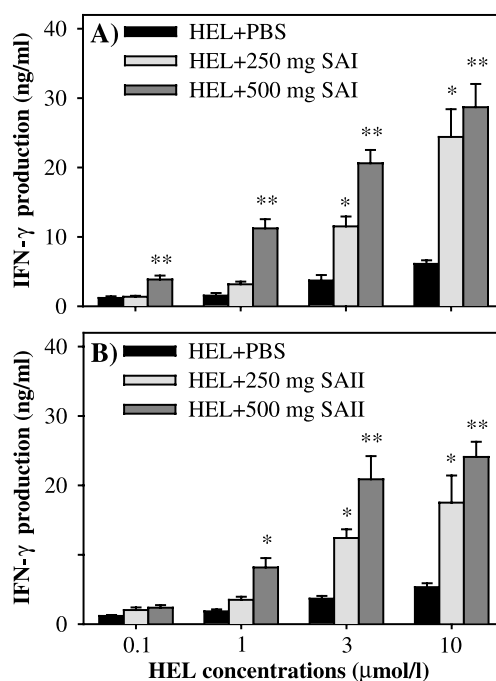 A)
HEL+PBS
HEL+250 mg SAI
HEL+500 mg SAI
IFN-γ production (ng/ml)
40
30
20
10
0
**
**
*
**
*
**
B)
HEL+PBS
HEL+250 mg SAII
HEL+500 mg SAII
IFN-γ production (ng/ml)
40
20
0
*
*
**
*
**
0.1 1 3 10
HEL concentrations (μmol/l)